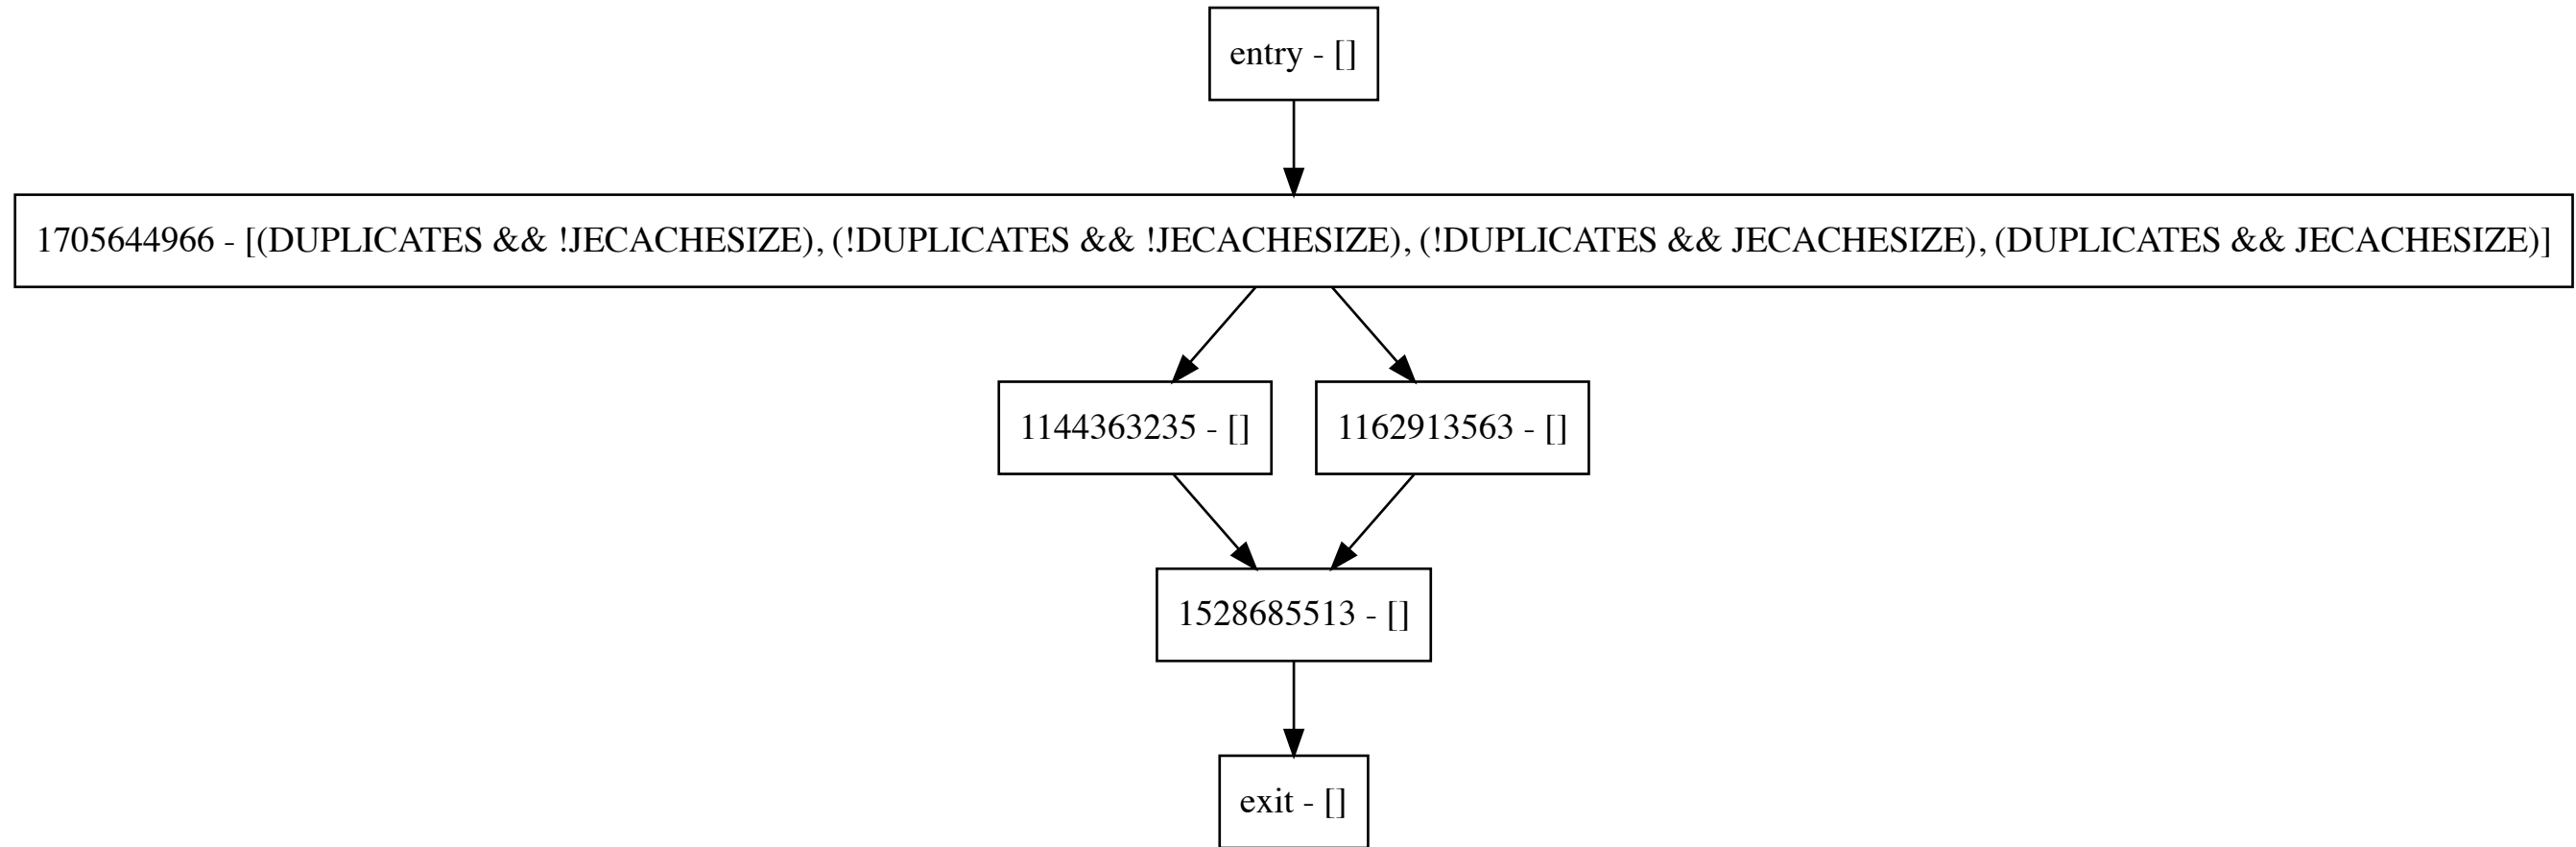 entry - []
1705644966 - [(DUPLICATES && !JECACHESIZE), (!DUPLICATES && !JECACHESIZE), (!DUPLICATES && JECACHESIZE), (DUPLICATES && JECACHESIZE)]
1144363235 - []
1162913563 - []
1528685513 - []
exit - []